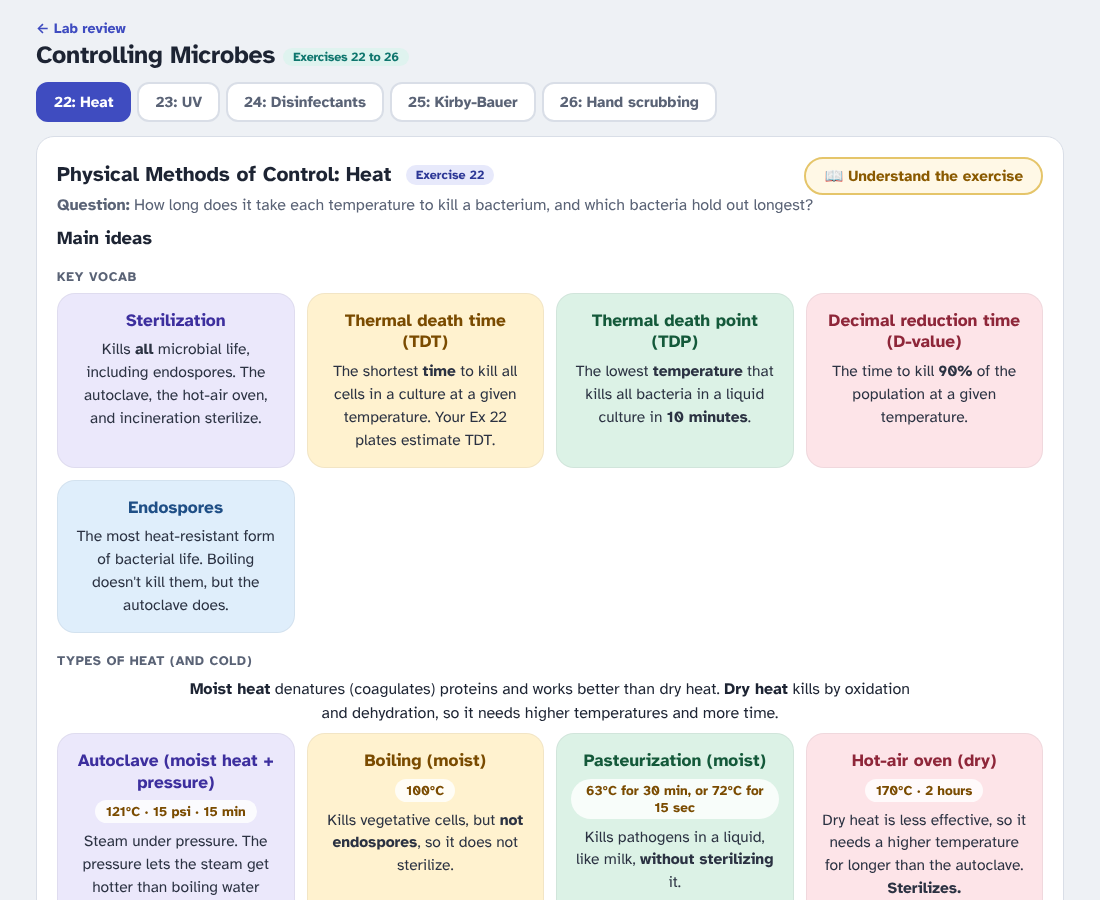 ← Lab review
Controlling Microbes Exercises 22 to 26
22: Heat 23: UV 24: Disinfectants 25: Kirby-Bauer 26: Hand scrubbing
Physical Methods of Control: Heat Exercise 22
📖 Understand the exercise
Question: How long does it take each temperature to kill a bacterium, and which bacteria hold out longest?
Main ideas
KEY VOCAB
Sterilization
Kills all microbial life,
including endospores. The
autoclave, the hot-air oven,
and incineration sterilize.
Thermal death time
(TDT)
The shortest time to kill all
cells in a culture at a given
temperature. Your Ex 22
plates estimate TDT.
Thermal death point
(TDP)
The lowest temperature that
kills all bacteria in a liquid
culture in 10 minutes.
Decimal reduction time
(D-value)
The time to kill 90% of the
population at a given
temperature.
Endospores
The most heat-resistant form
of bacterial life. Boiling
doesn't kill them, but the
autoclave does.
TYPES OF HEAT (AND COLD)
Moist heat denatures (coagulates) proteins and works better than dry heat. Dry heat kills by oxidation
and dehydration, so it needs higher temperatures and more time.
Autoclave (moist heat +
pressure)
121°C · 15 psi · 15 min
Steam under pressure. The
pressure lets the steam get
hotter than boiling water
Boiling (moist)
100°C
Kills vegetative cells, but not
endospores, so it does not
sterilize.
Pasteurization (moist)
63°C for 30 min, or 72°C for
15 sec
Kills pathogens in a liquid,
like milk, without sterilizing
it.
Hot-air oven (dry)
170°C · 2 hours
Dry heat is less effective, so it
needs a higher temperature
for longer than the autoclave.
Sterilizes.